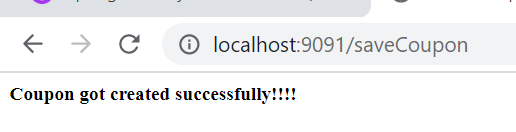 localhost:9091/saveCoupon
Coupon got created successfully!!!!